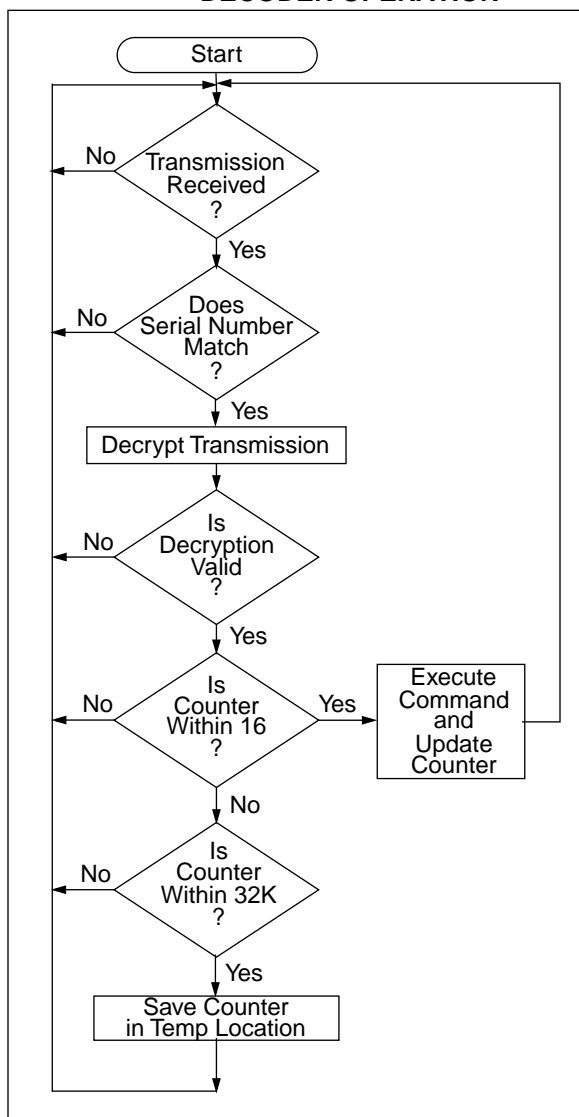 DECODER OPERATION
Start
No
Transmission
Received
?
Yes
No
Does
Serial Number
Match
?
Yes
Decrypt Transmission
No
Is
Decryption
Valid
?
Yes
No
Is
Counter
Within 16
?
Yes
Execute
Command
and
Update
Counter
No
No
Is
Counter
Within 32K
?
Yes
Save Counter
in Temp Location